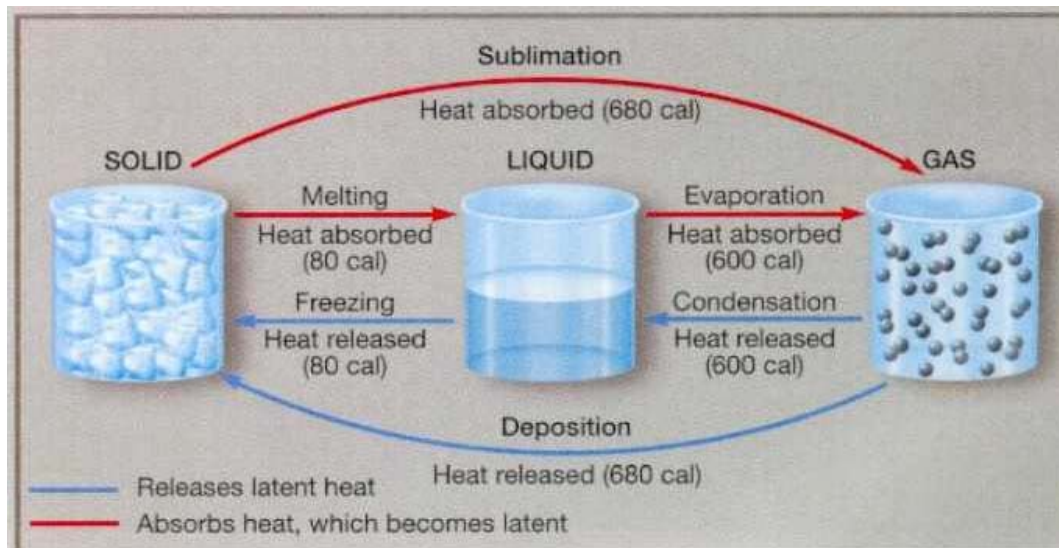 Sublimation
Heat absorbed (680 cal)
SOLID
LIQUID
GAS
Melting
Heat absorbed
(80 cal)
Evaporation
Heat absorbed
(600 cal)
Freezing
Heat released
(80 cal)
Condensation
Heat released
(600 cal)
Deposition
Heat released (680 cal)
Releases latent heat
Absorbs heat, which becomes latent